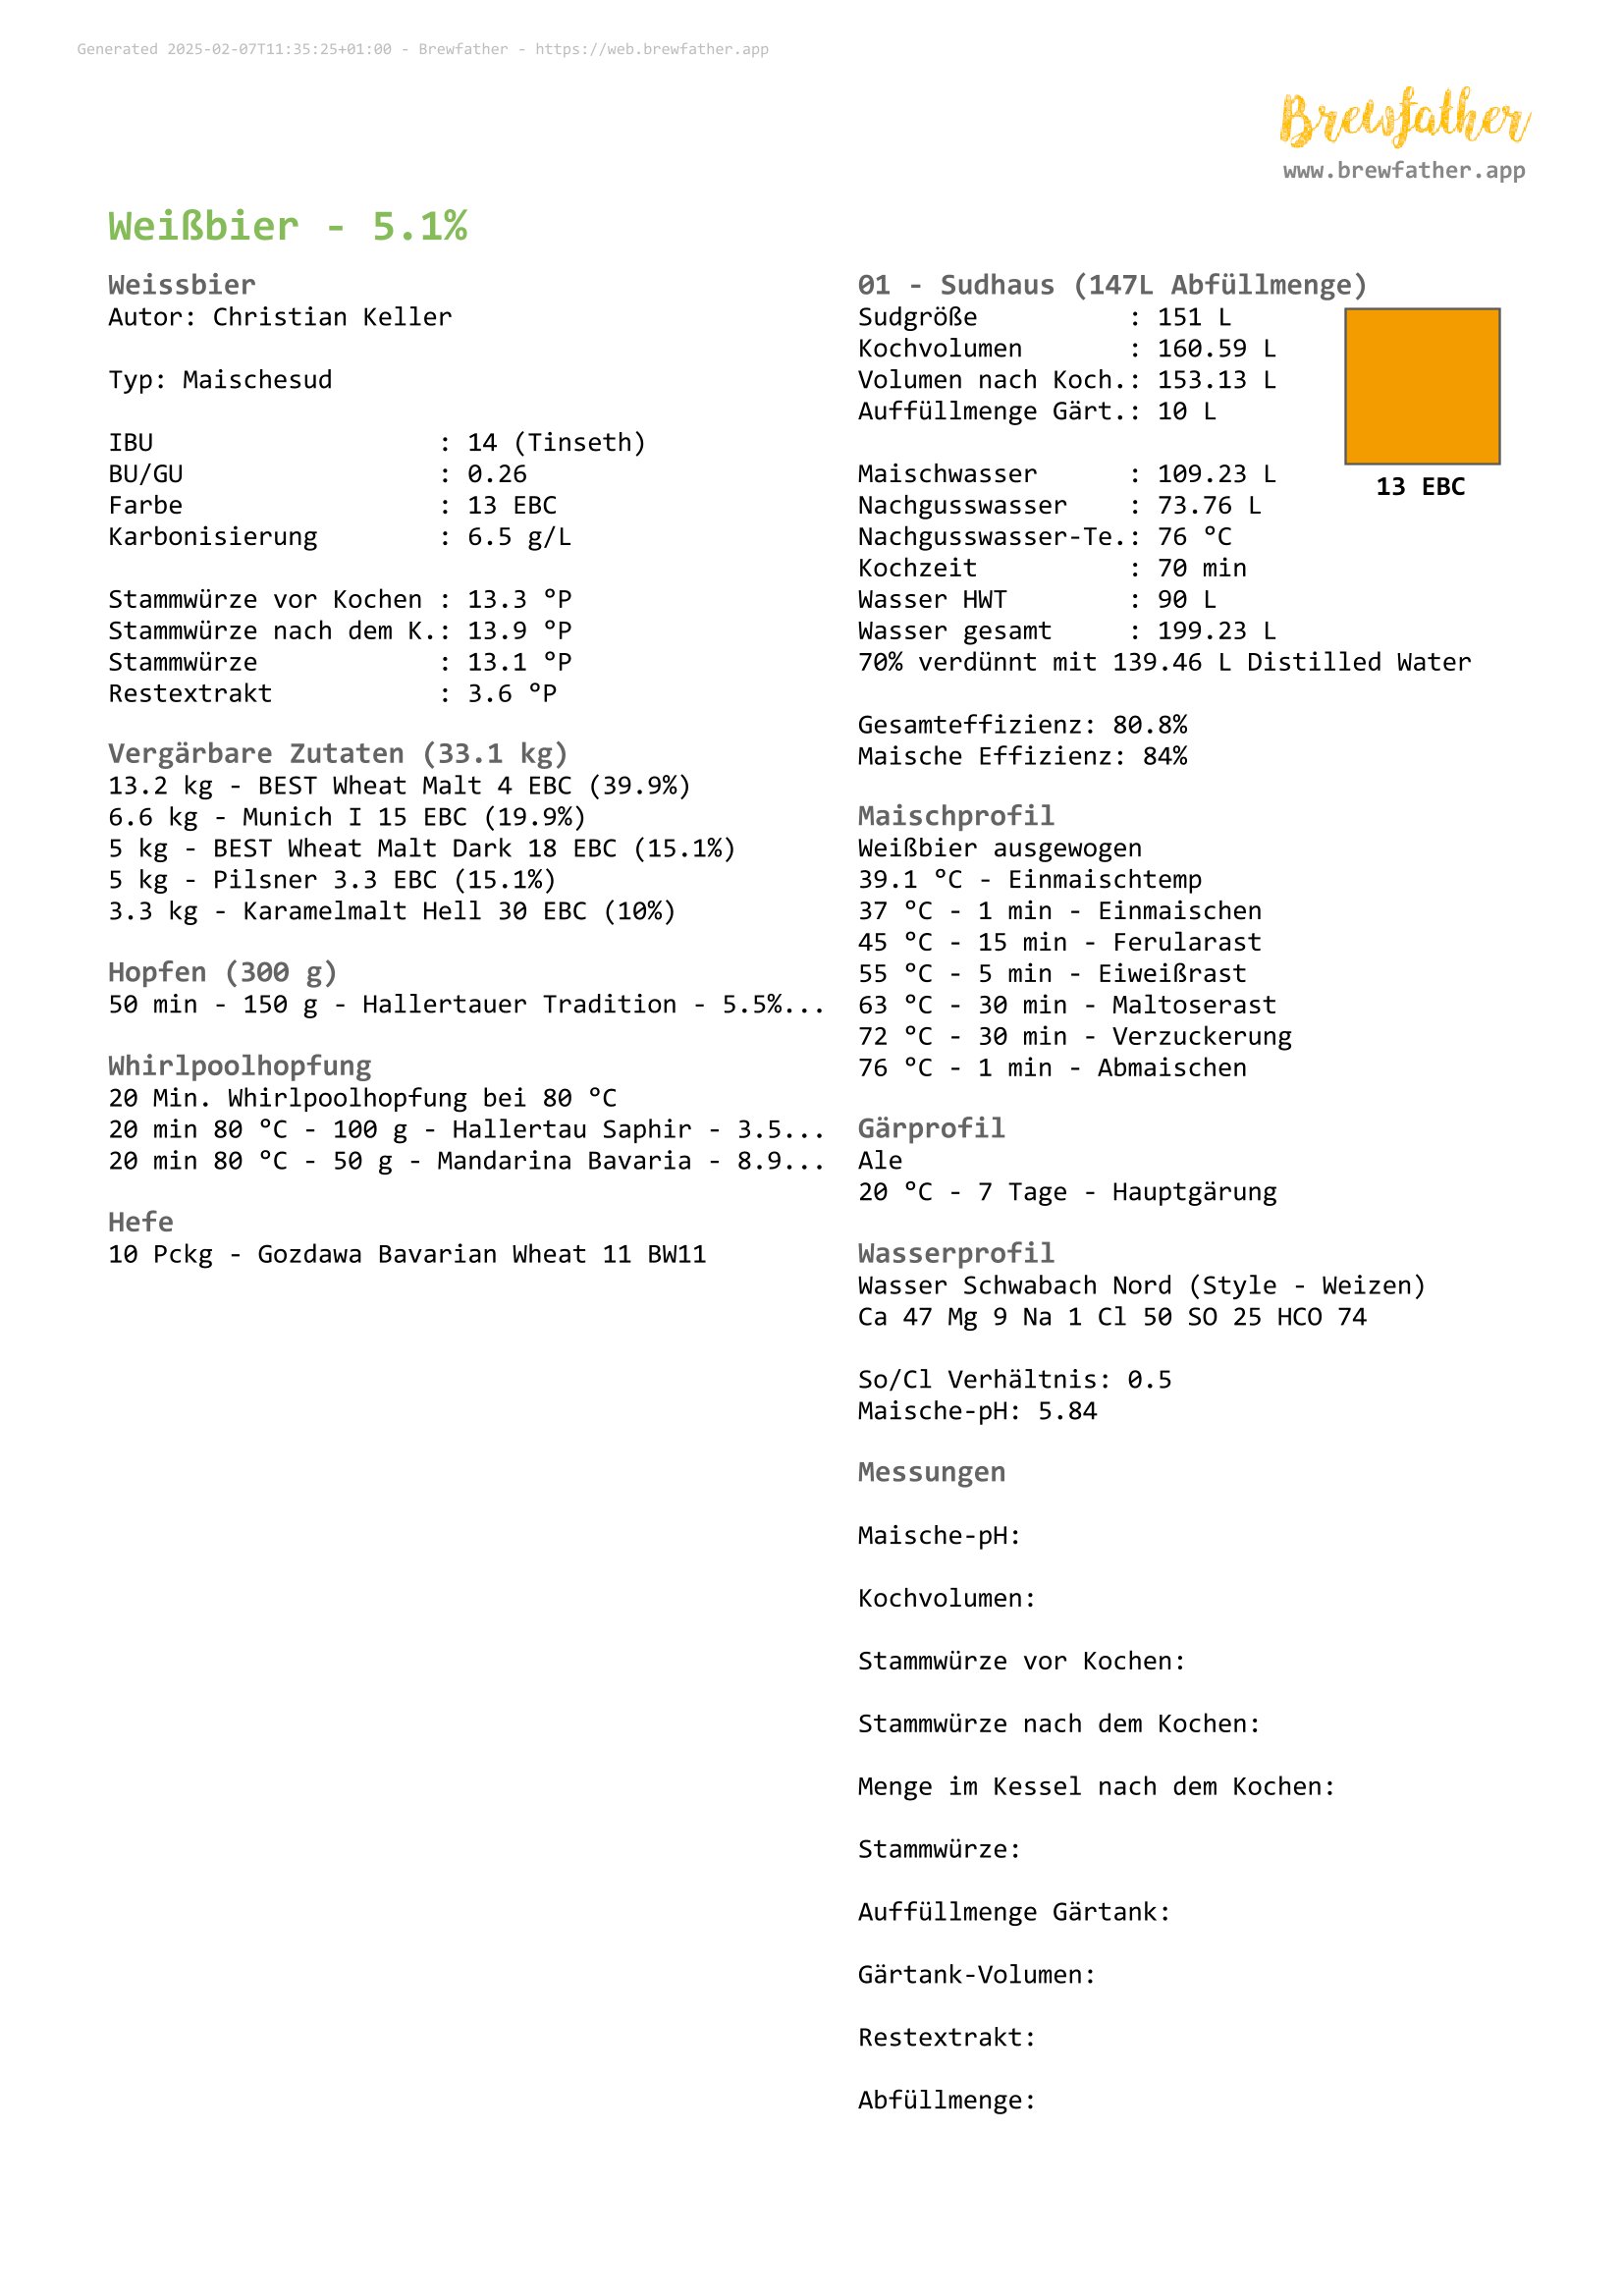 Generated 2025-02-07T11:35:25+01:00 - Brewfather - https://web.brewfather.app
Brewfather
www.brewfather.app
Weißbier - 5.1%
Weissbier
Autor: Christian Keller
Typ: Maischesud
IBU : 14 (Tinseth)
BU/GU : 0.26
Farbe : 13 EBC
Karbonisierung : 6.5 g/L
Stammwürze vor Kochen : 13.3 °P
Stammwürze nach dem K.: 13.9 °P
Stammwürze : 13.1 °P
Restextrakt : 3.6 °P
Vergärbare Zutaten (33.1 kg)
13.2 kg - BEST Wheat Malt 4 EBC (39.9%)
6.6 kg - Munich I 15 EBC (19.9%)
5 kg - BEST Wheat Malt Dark 18 EBC (15.1%)
5 kg - Pilsner 3.3 EBC (15.1%)
3.3 kg - Karamelmalt Hell 30 EBC (10%)
Hopfen (300 g)
50 min - 150 g - Hallertauer Tradition - 5.5%...
Whirlpoolhopfung
20 Min. Whirlpoolhopfung bei 80 °C
20 min 80 °C - 100 g - Hallertau Saphir - 3.5...
20 min 80 °C - 50 g - Mandarina Bavaria - 8.9...
Hefe
10 Pckg - Gozdawa Bavarian Wheat 11 BW11
01 - Sudhaus (147L Abfüllmenge)
Sudgröße : 151 L
Kochvolumen : 160.59 L
Volumen nach Koch.: 153.13 L
Auffüllmenge Gärt.: 10 L
Maischwasser : 109.23 L
Nachgusswasser : 73.76 L
Nachgusswasser-Te.: 76 °C
Kochzeit : 70 min
Wasser HWT : 90 L
Wasser gesamt : 199.23 L
70% verdünnt mit 139.46 L Distilled Water
13 EBC
Gesamteffizienz: 80.8%
Maische Effizienz: 84%
Maischprofil
Weißbier ausgewogen
39.1 °C - Einmaischtemp
37 °C - 1 min - Einmaischen
45 °C - 15 min - Ferularast
55 °C - 5 min - Eiweißrast
63 °C - 30 min - Maltoserast
72 °C - 30 min - Verzuckerung
76 °C - 1 min - Abmaischen
Gärprofil
Ale
20 °C - 7 Tage - Hauptgärung
Wasserprofil
Wasser Schwabach Nord (Style - Weizen)
Ca 47 Mg 9 Na 1 Cl 50 SO 25 HCO 74
So/Cl Verhältnis: 0.5
Maische-pH: 5.84
Messungen
Maische-pH:
Kochvolumen:
Stammwürze vor Kochen:
Stammwürze nach dem Kochen:
Menge im Kessel nach dem Kochen:
Stammwürze:
Auffüllmenge Gärtank:
Gärtank-Volumen:
Restextrakt:
Abfüllmenge: